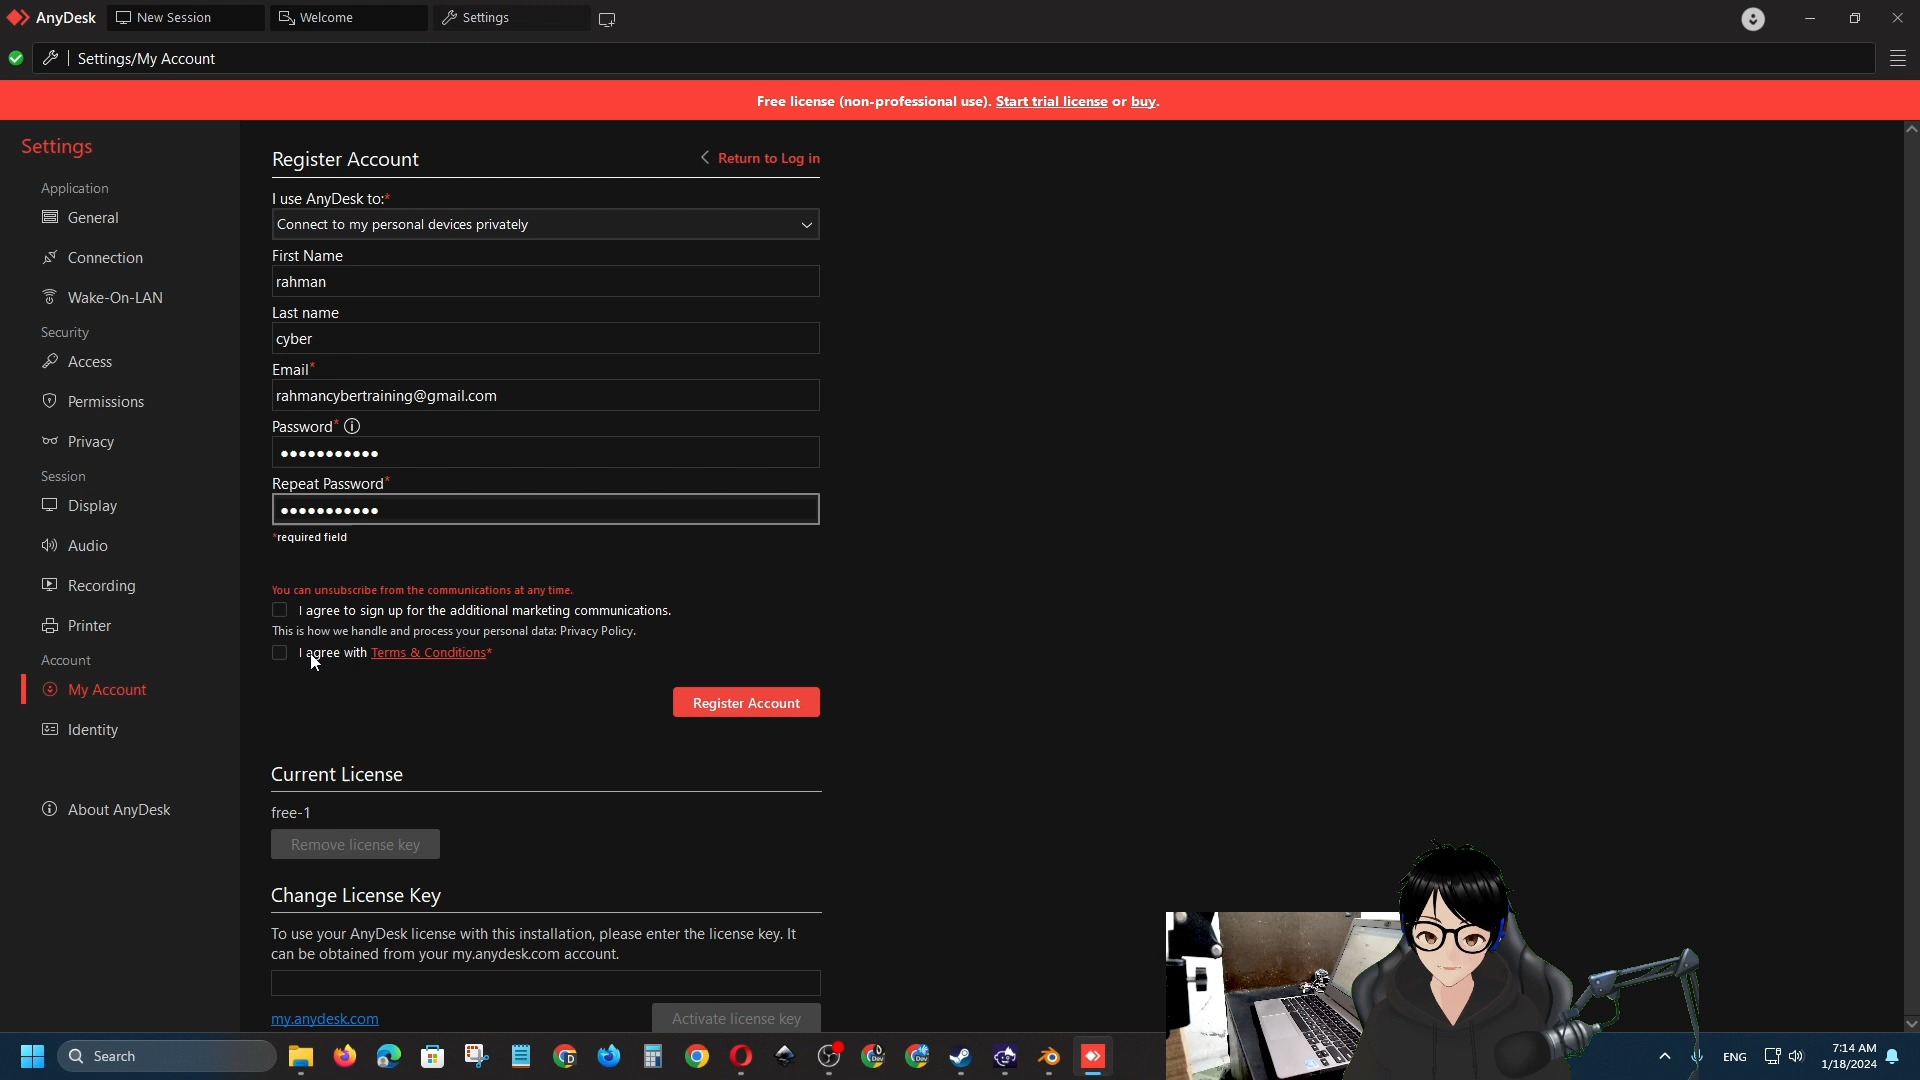 AnyDesk New Session Welcome Settings
Settings/My Account
Free license (non-professional use). Start trial license or buy.
Settings
Application
General
Connection
Wake-On-LAN
Security
Access
Permissions
Privacy
Session
Display
Audio
Recording
Printer
Account
My Account
Identity
About AnyDesk
Register Account
Return to Log in
I use AnyDesk to:*
Connect to my personal devices privately
First Name
rahman
Last name
cyber
Email*
rahmancybertraining@gmail.com
Password*
•••••••••••
Repeat Password*
•••••••••••
*required field
You can unsubscribe from the communications at any time.
I agree to sign up for the additional marketing communications.
This is how we handle and process your personal data: Privacy Policy.
I agree with Terms & Conditions*
Register Account
Current License
free-1
Remove license key
Change License Key
To use your AnyDesk license with this installation, please enter the license key. It
can be obtained from your my.anydesk.com account.
my.anydesk.com
Activate license key
Search
ENG
7:14 AM
1/18/2024